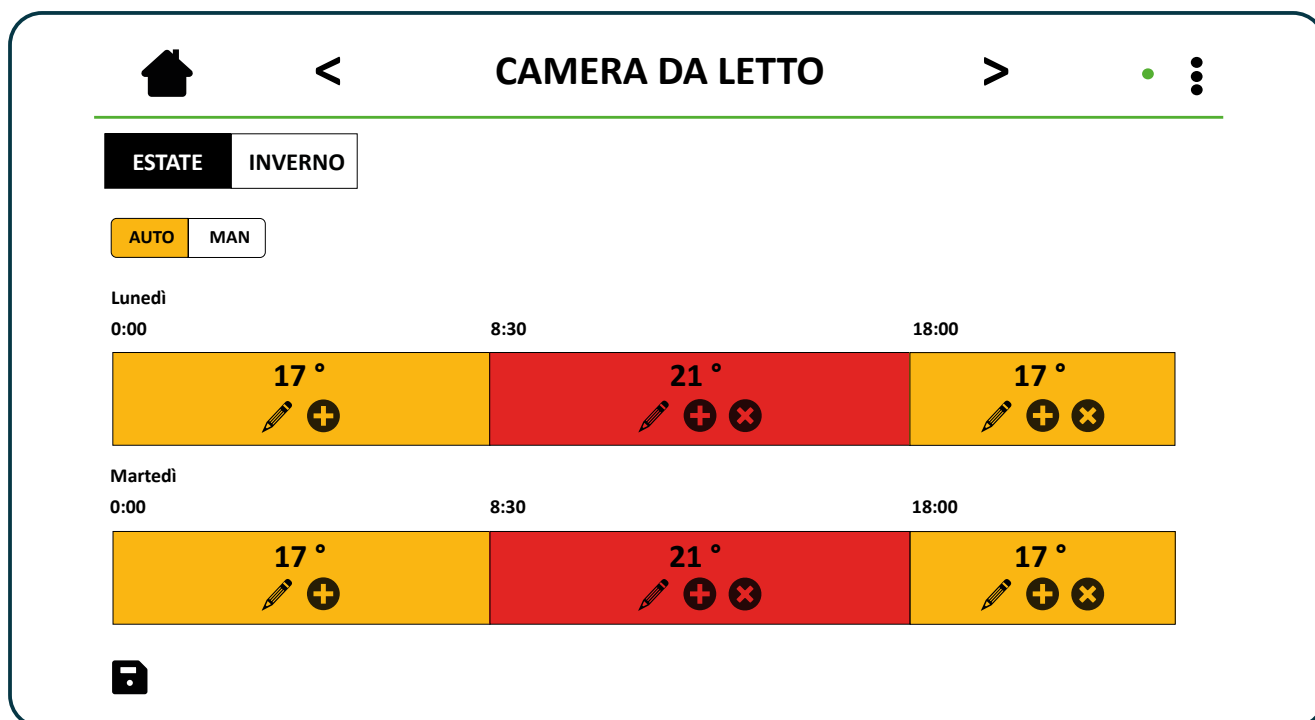 < CAMERA DA LETTO >
ESTATE INVERNO
AUTO MAN
Lunedì
0:00 8:30 18:00
17 ° 21 ° 17 °
Martedì
0:00 8:30 18:00
17 ° 21 ° 17 °